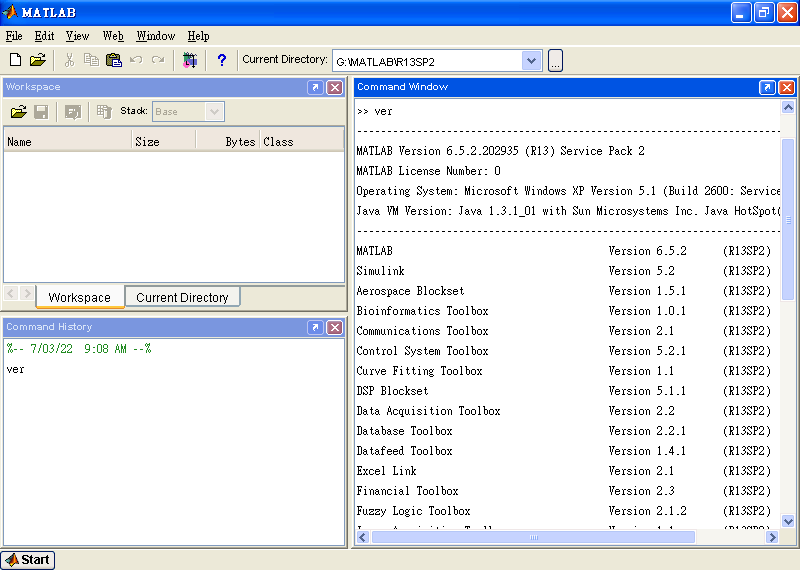 MATLAB
File Edit View Web Window Help
? Current Directory: G:\MATLAB\R13SP2 ...
Workspace
Stack: Base
Name Size Bytes Class
Workspace Current Directory
Command History
%-- 7/03/22 9:08 AM --%
ver
Command Window
>> ver
-----------------------------------------------------
MATLAB Version 6.5.2.202935 (R13) Service Pack 2
MATLAB License Number: 0
Operating System: Microsoft Windows XP Version 5.1 (Build 2600: Service
Java VM Version: Java 1.3.1_01 with Sun Microsystems Inc. Java HotSpot(
-----------------------------------------------------
MATLAB Version 6.5.2 (R13SP2)
Simulink Version 5.2 (R13SP2)
Aerospace Blockset Version 1.5.1 (R13SP2)
Bioinformatics Toolbox Version 1.0.1 (R13SP2)
Communications Toolbox Version 2.1 (R13SP2)
Control System Toolbox Version 5.2.1 (R13SP2)
Curve Fitting Toolbox Version 1.1 (R13SP2)
DSP Blockset Version 5.1.1 (R13SP2)
Data Acquisition Toolbox Version 2.2 (R13SP2)
Database Toolbox Version 2.2.1 (R13SP2)
Datafeed Toolbox Version 1.4.1 (R13SP2)
Excel Link Version 2.1 (R13SP2)
Financial Toolbox Version 2.3 (R13SP2)
Fuzzy Logic Toolbox Version 2.1.2 (R13SP2)
Start